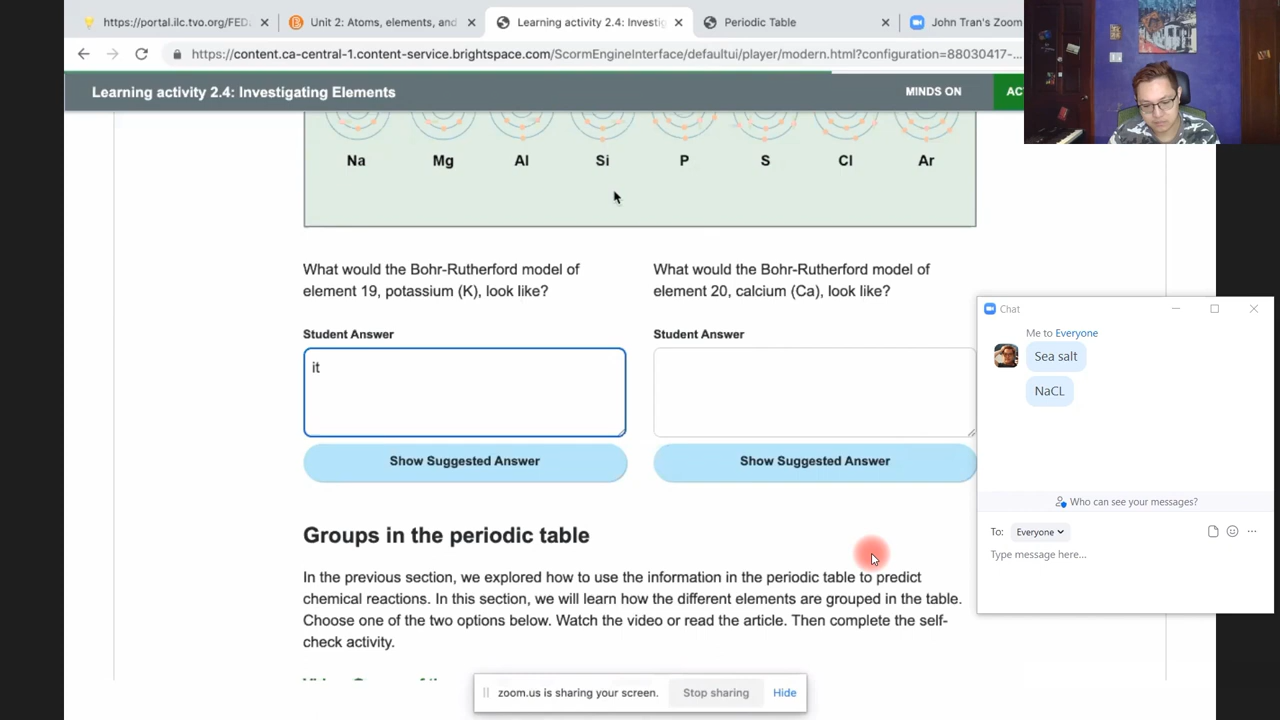 https://portal.ilc.tvo.org/FED
Unit 2: Atoms, elements, and
Learning activity 2.4: Investig
Periodic Table
John Tran's Zoom
https://content.ca-central-1.content-service.brightspace.com/ScormEngineInterface/defaultui/player/modern.html?configuration=88030417-...
Learning activity 2.4: Investigating Elements
MINDS ON
AC
Na Mg Al Si P S Cl Ar
What would the Bohr-Rutherford model of
element 19, potassium (K), look like?
Student Answer
it
Show Suggested Answer
What would the Bohr-Rutherford model of
element 20, calcium (Ca), look like?
Student Answer
Show Suggested Answer
Groups in the periodic table
In the previous section, we explored how to use the information in the periodic table to predict
chemical reactions. In this section, we will learn how the different elements are grouped in the table.
Choose one of the two options below. Watch the video or read the article. Then complete the self-
check activity.
Chat
Me to Everyone
Sea salt
NaCL
Who can see your messages?
To: Everyone
Type message here...
zoom.us is sharing your screen.
Stop sharing
Hide